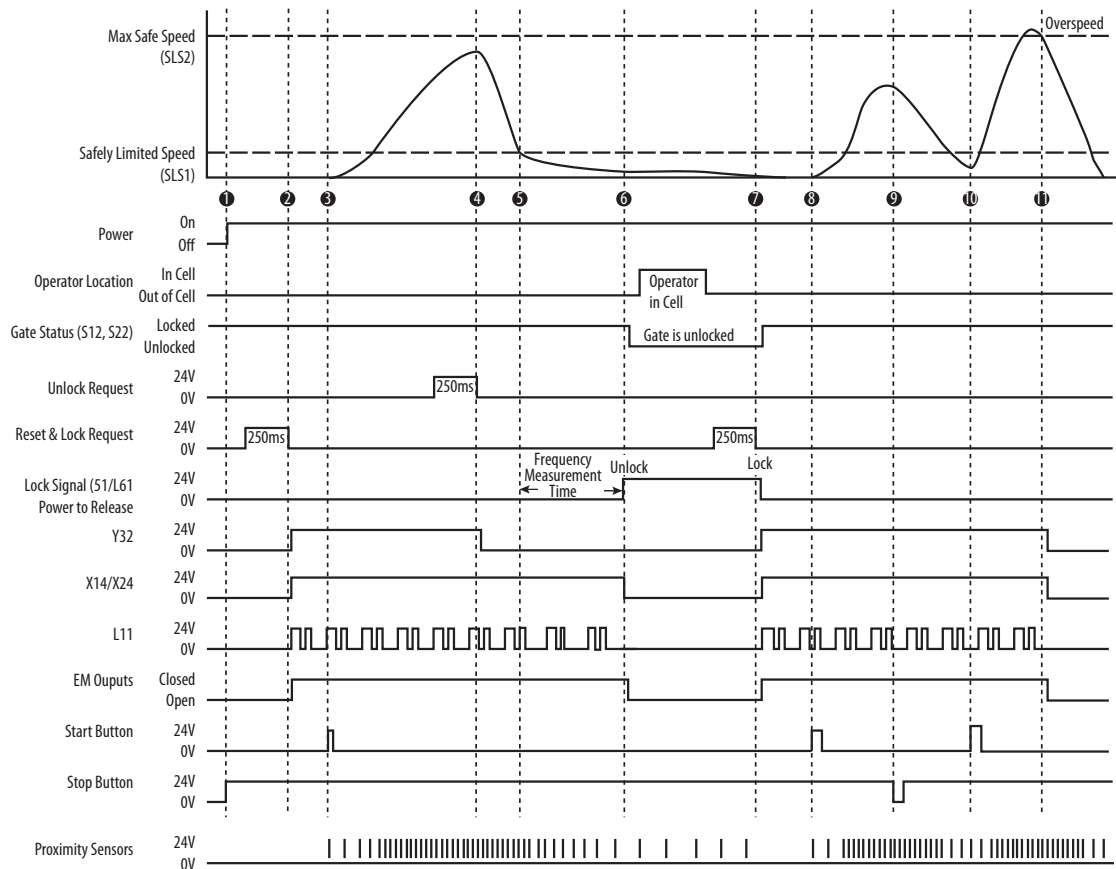 Overspeed
Max Safe Speed
(SLS2)
Safely Limited Speed
(SLS1)
1 2 3 4 5 6 7 8 9 10 11
Power
On
Off
Operator Location
In Cell
Out of Cell
Operator
in Cell
Gate Status (S12, S22)
Locked
Unlocked
Gate is unlocked
Unlock Request
24V
0V
250ms
Reset & Lock Request
24V
0V
250ms
250ms
Lock Signal (51/L61
Power to Release
24V
0V
Frequency
Measurement
Time
Unlock
Lock
Y32
24V
0V
X14/X24
24V
0V
L11
24V
0V
EM Ouputs
Closed
Open
Start Button
24V
0V
Stop Button
24V
0V
Proximity Sensors
24V
0V